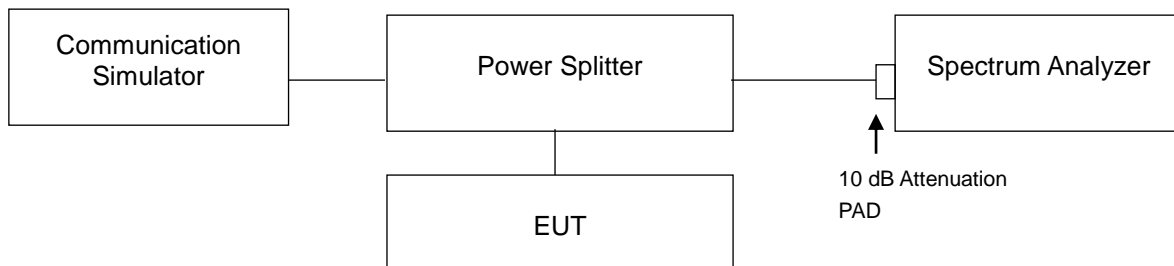 Communication
Simulator
Power Splitter
Spectrum Analyzer
10 dB Attenuation
PAD
EUT